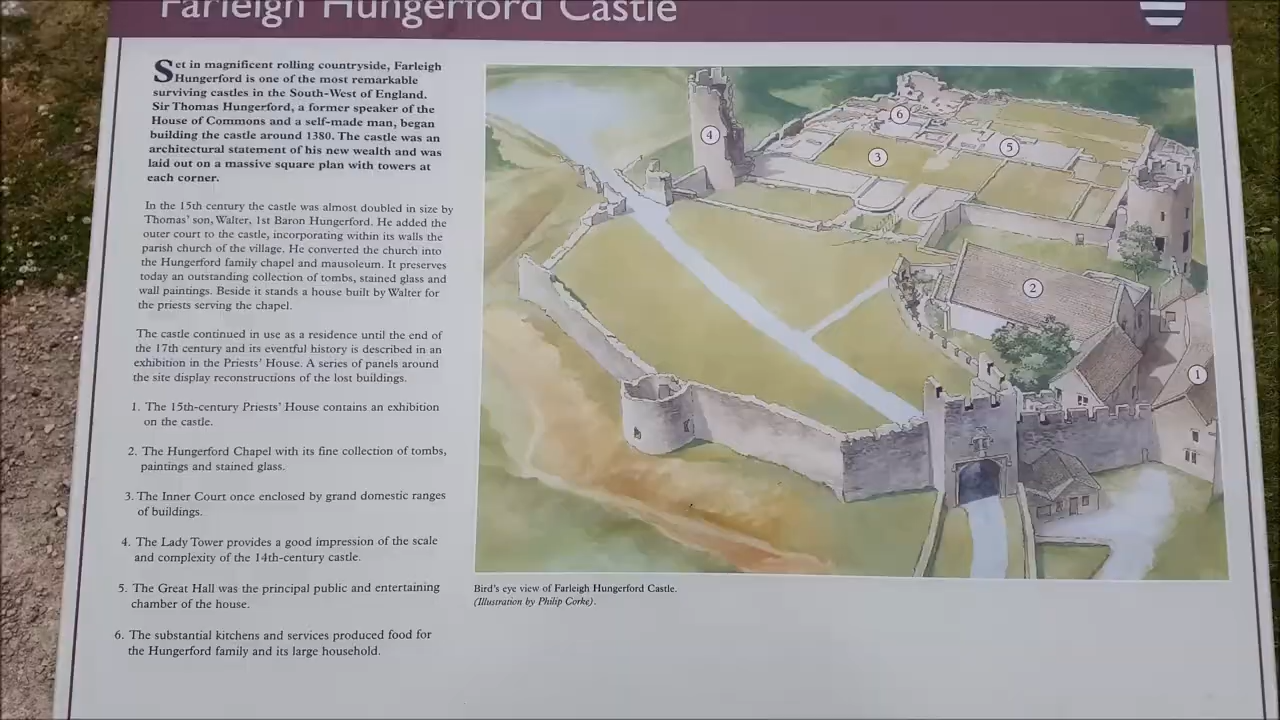 Farleigh Hungerford Castle
Set in magnificent rolling countryside, Farleigh
Hungerford is one of the most remarkable
surviving castles in the South-West of England.
Sir Thomas Hungerford, a former speaker of the
House of Commons and a self-made man, began
building the castle around 1380. The castle was an
architectural statement of his new wealth and was
laid out on a massive square plan with towers at
each corner.
In the 15th century the castle was almost doubled in size by
Thomas' son, Walter, 1st Baron Hungerford. He added the
outer court to the castle, incorporating within its walls the
parish church of the village. He converted the church into
the Hungerford family chapel and mausoleum. It preserves
today an outstanding collection of tombs, stained glass and
wall paintings. Beside it stands a house built by Walter for
the priests serving the chapel.
The castle continued in use as a residence until the end of
the 17th century and its eventful history is described in an
exhibition in the Priests' House. A series of panels around
the site display reconstructions of the lost buildings.
1. The 15th-century Priests' House contains an exhibition
on the castle.
2. The Hungerford Chapel with its fine collection of tombs,
paintings and stained glass.
3. The Inner Court once enclosed by grand domestic ranges
of buildings.
4. The Lady Tower provides a good impression of the scale
and complexity of the 14th-century castle.
5. The Great Hall was the principal public and entertaining
chamber of the house.
6. The substantial kitchens and services produced food for
the Hungerford family and its large household.
4
6
5
3
2
1
Bird's eye view of Farleigh Hungerford Castle.
(Illustration by Philip Corke).